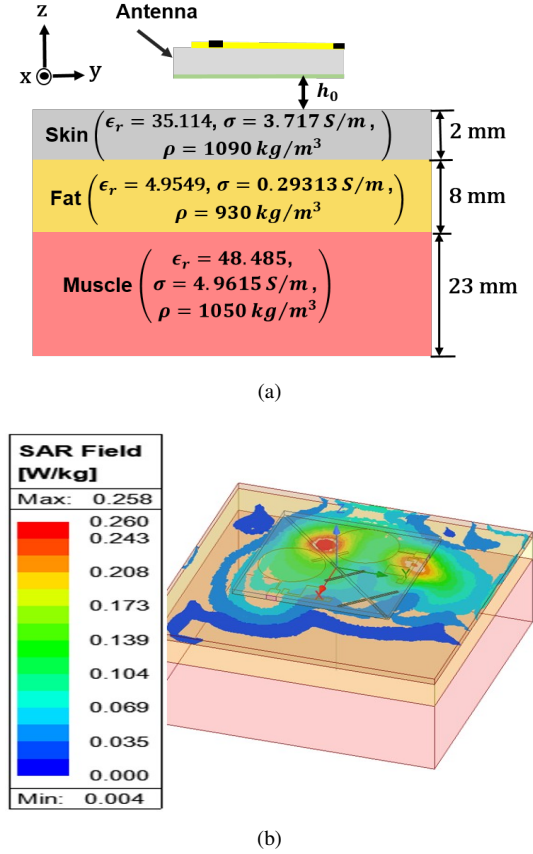 z
Antenna
x
y
h₀
Skin (ϵᵣ = 35.114, σ = 3.717 S/m,
ρ = 1090 kg/m³)
2 mm
Fat (ϵᵣ = 4.9549, σ = 0.29313 S/m,
ρ = 930 kg/m³)
8 mm
Muscle (ϵᵣ = 48.485,
σ = 4.9615 S/m,
ρ = 1050 kg/m³)
23 mm
(a)
SAR Field
[W/kg]
Max: 0.258
0.260
0.243
0.208
0.173
0.139
0.104
0.069
0.035
0.000
Min: 0.004
(b)